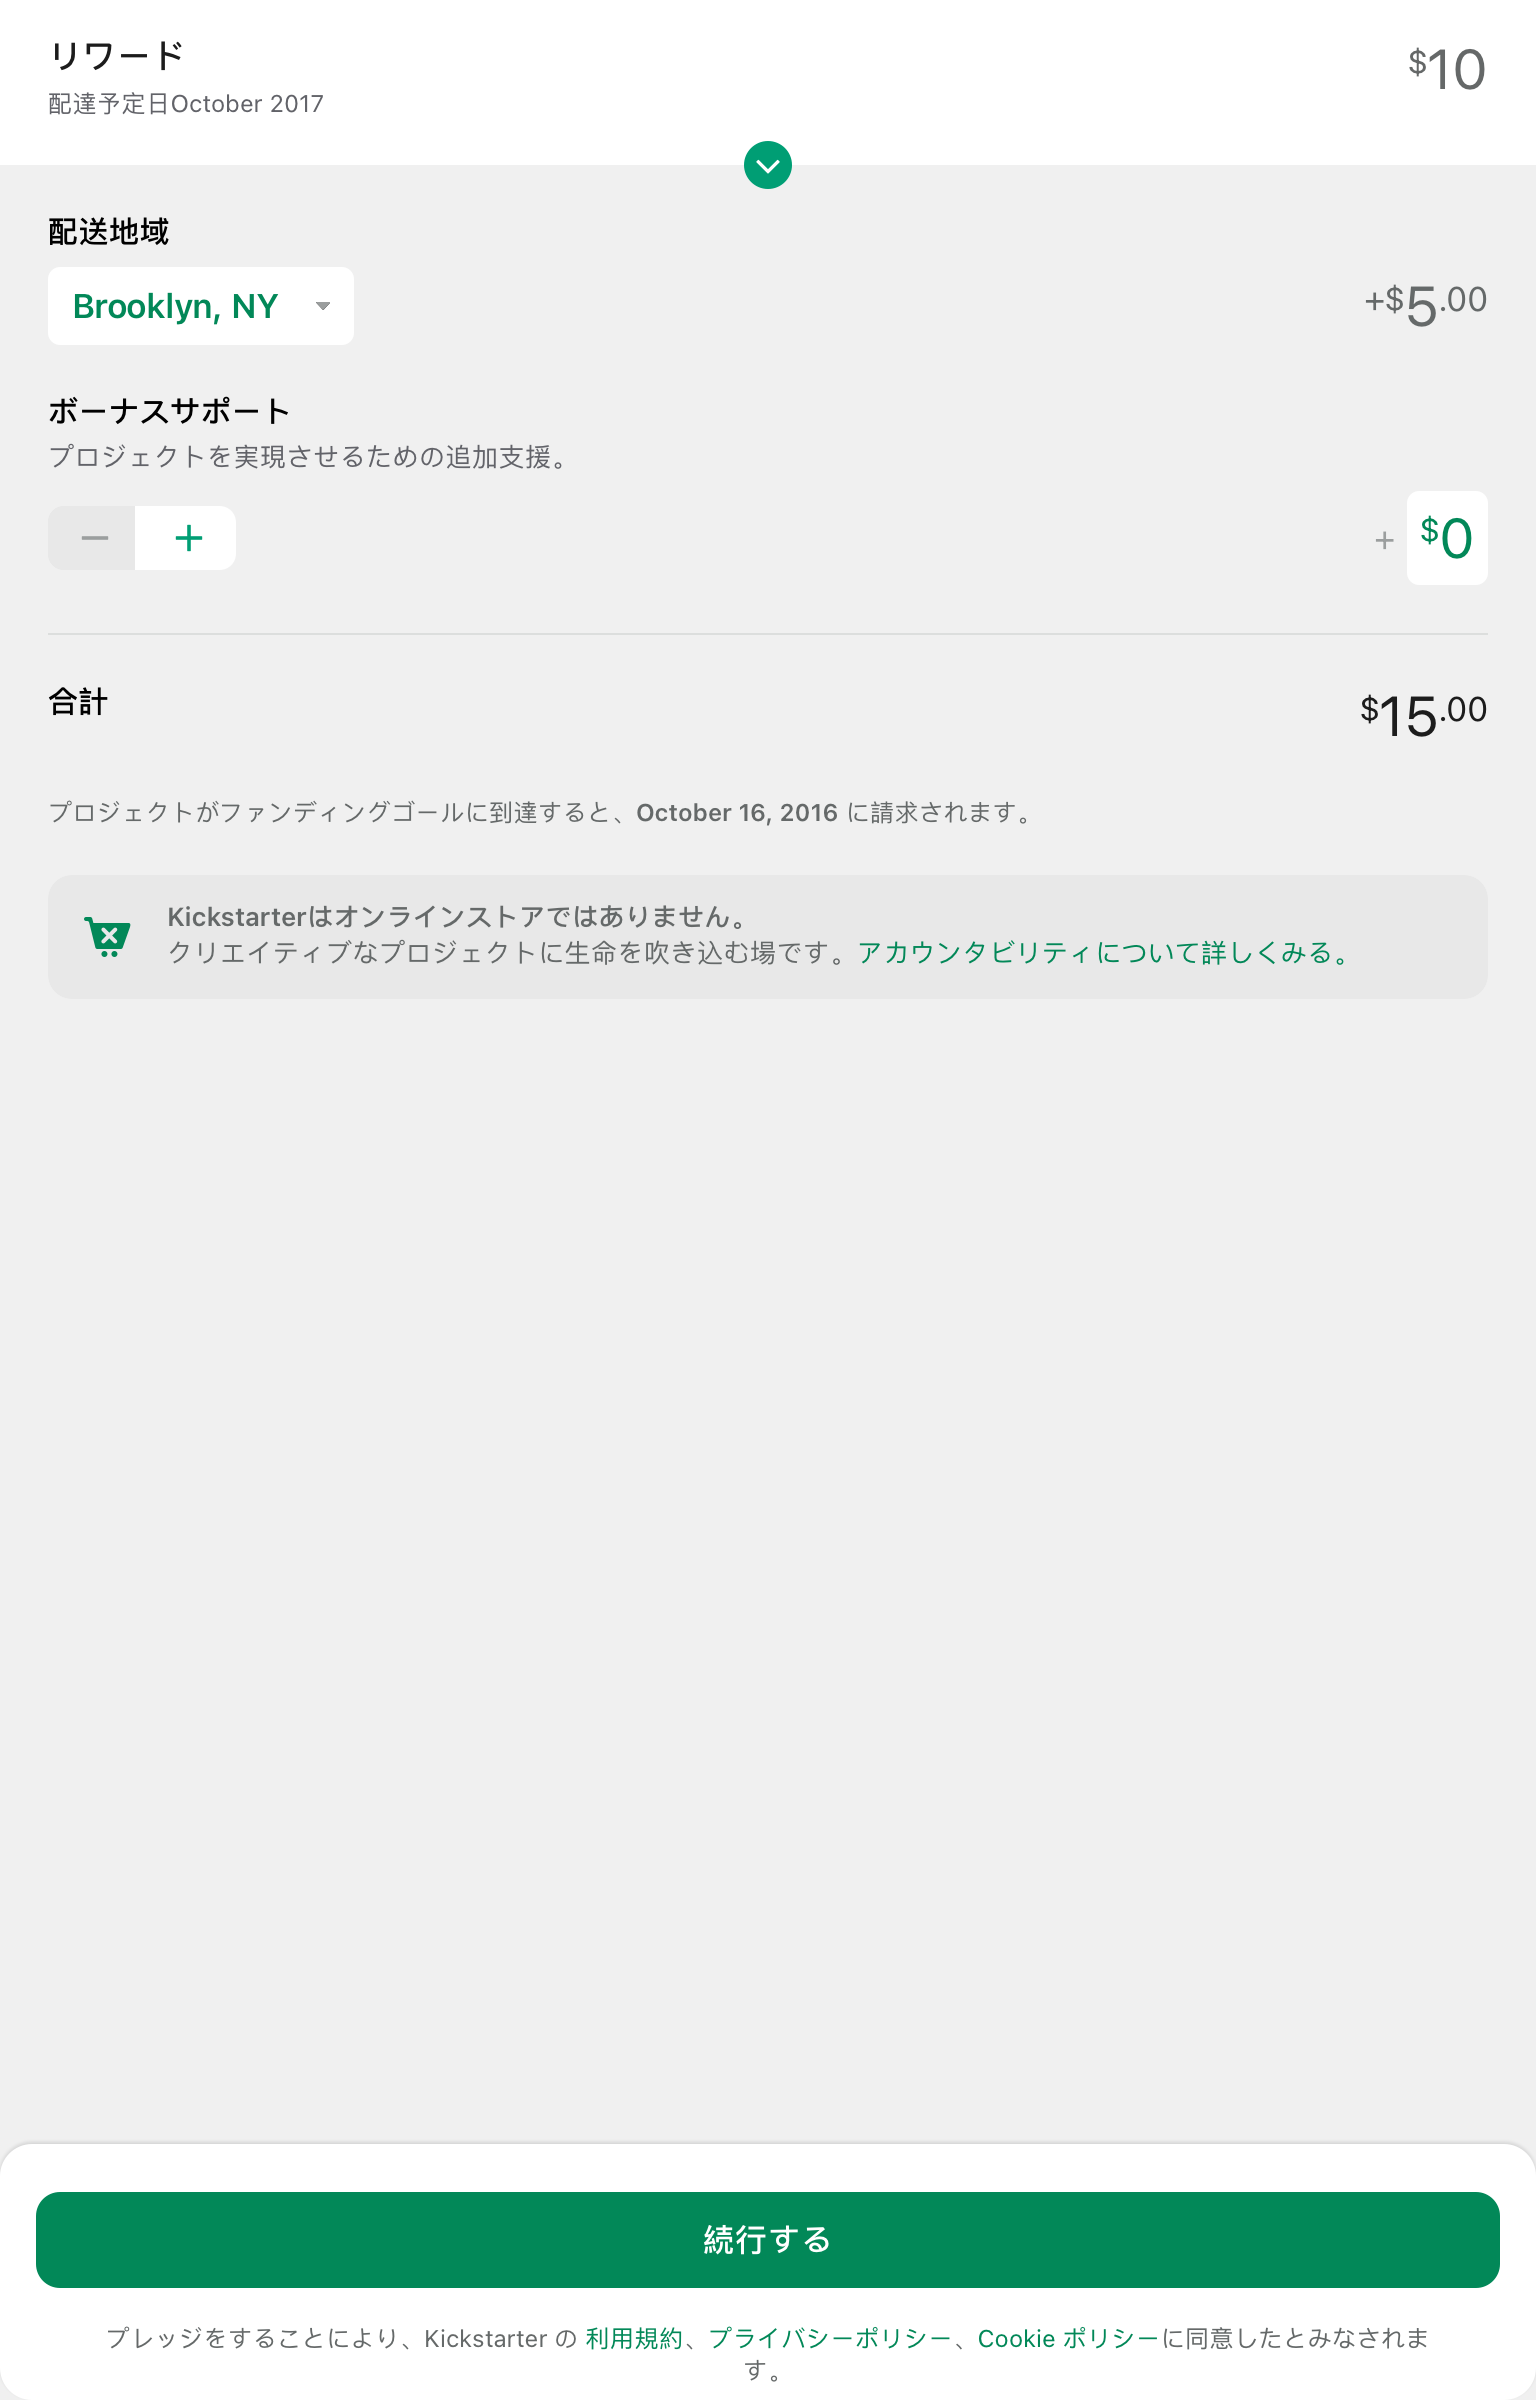 リワード
$10
配達予定日October 2017
配送地域
Brooklyn, NY
+$5.00
ボーナスサポート
プロジェクトを実現させるための追加支援。
− +
+ $0
合計
$15.00
プロジェクトがファンディングゴールに到達すると、October 16, 2016 に請求されます。
Kickstarterはオンラインストアではありません。
クリエイティブなプロジェクトに生命を吹き込む場です。アカウンタビリティについて詳しくみる。
続行する
プレッジをすることにより、Kickstarter の 利用規約、プライバシーポリシー、Cookie ポリシーに同意したとみなされま
す。